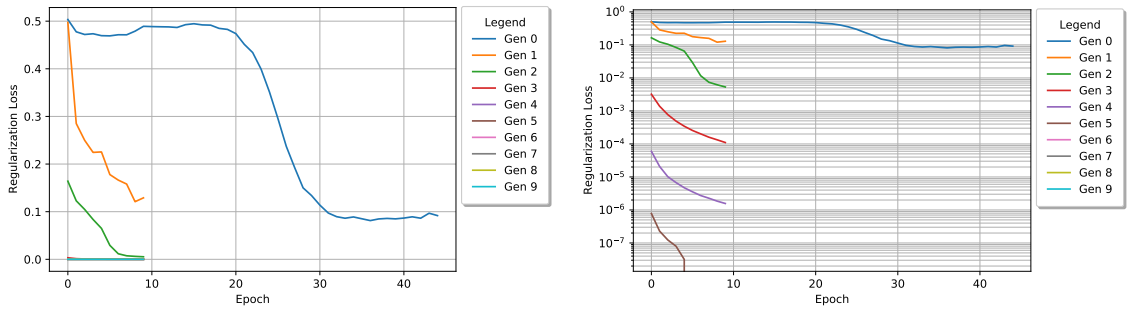 0.5
0.4
0.3
0.2
0.1
0.0
Regularization Loss
0 10 20 30 40
Epoch
Legend
Gen 0
Gen 1
Gen 2
Gen 3
Gen 4
Gen 5
Gen 6
Gen 7
Gen 8
Gen 9
10⁰
10⁻¹
10⁻²
10⁻³
10⁻⁴
10⁻⁵
10⁻⁶
10⁻⁷
Regularization Loss
0 10 20 30 40
Epoch
Legend
Gen 0
Gen 1
Gen 2
Gen 3
Gen 4
Gen 5
Gen 6
Gen 7
Gen 8
Gen 9